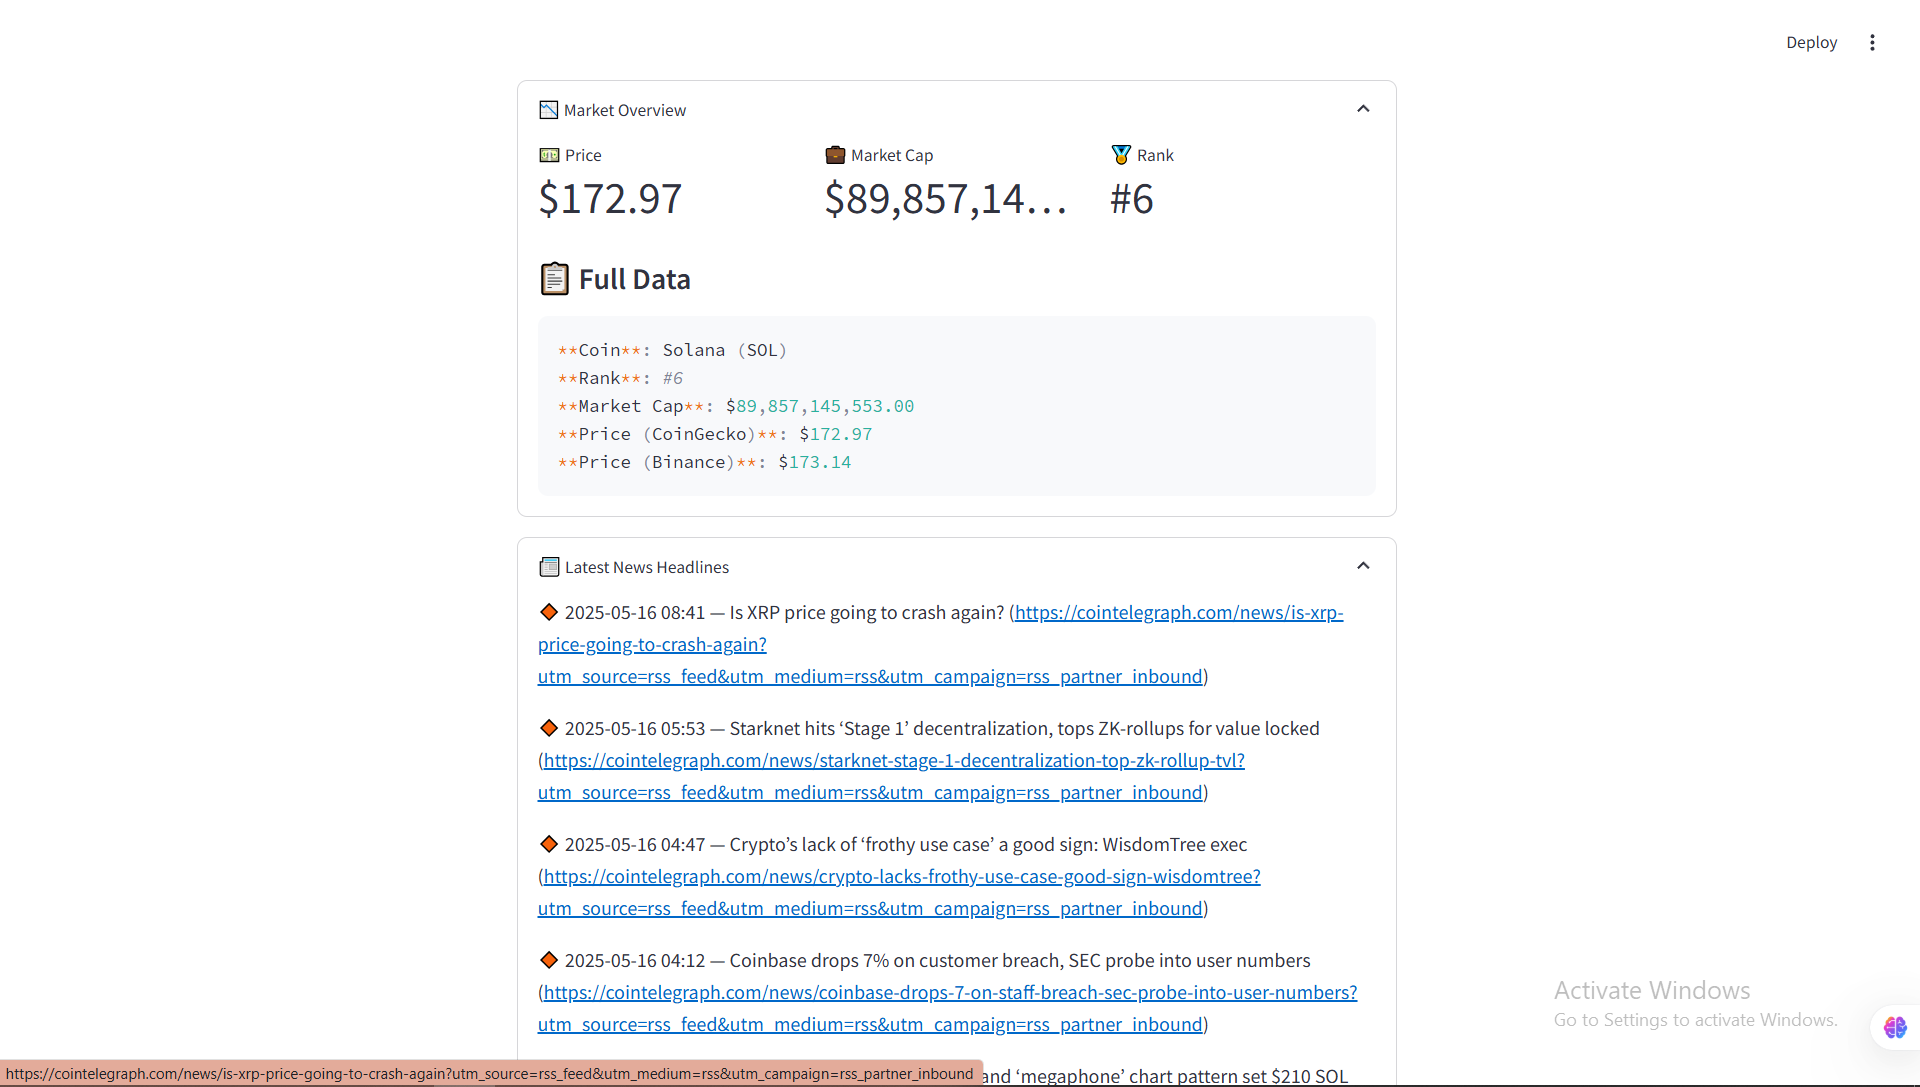 Deploy
Market Overview
Price
Market Cap
Rank
$172.97
$89,857,14...
#6
Full Data
**Coin**: Solana (SOL)
**Rank**: #6
**Market Cap**: $89,857,145,553.00
**Price (CoinGecko)**: $172.97
**Price (Binance)**: $173.14
Latest News Headlines
2025-05-16 08:41 — Is XRP price going to crash again? (https://cointelegraph.com/news/is-xrp-
price-going-to-crash-again?
utm_source=rss_feed&utm_medium=rss&utm_campaign=rss_partner_inbound)
2025-05-16 05:53 — Starknet hits ‘Stage 1’ decentralization, tops ZK-rollups for value locked
(https://cointelegraph.com/news/starknet-stage-1-decentralization-top-zk-rollup-tvl?
utm_source=rss_feed&utm_medium=rss&utm_campaign=rss_partner_inbound)
2025-05-16 04:47 — Crypto’s lack of ‘frothy use case’ a good sign: WisdomTree exec
(https://cointelegraph.com/news/crypto-lacks-frothy-use-case-good-sign-wisdomtree?
utm_source=rss_feed&utm_medium=rss&utm_campaign=rss_partner_inbound)
2025-05-16 04:12 — Coinbase drops 7% on customer breach, SEC probe into user numbers
(https://cointelegraph.com/news/coinbase-drops-7-on-staff-breach-sec-probe-into-user-numbers?
utm_source=rss_feed&utm_medium=rss&utm_campaign=rss_partner_inbound)
and ‘megaphone’ chart pattern set $210 SOL
Activate Windows
Go to Settings to activate Windows.
https://cointelegraph.com/news/is-xrp-price-going-to-crash-again?utm_source=rss_feed&utm_medium=rss&utm_campaign=rss_partner_inbound